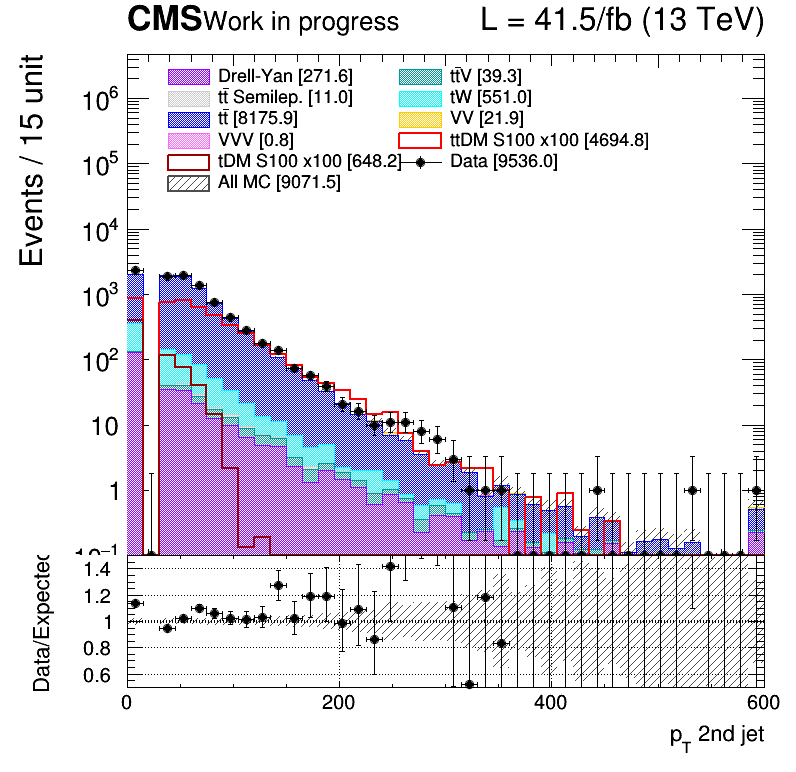 CMS Work in progress L = 41.5/fb (13 TeV)
Events / 15 unit
Drell-Yan [271.6] tt̄V [39.3]
tt̄ Semilep. [11.0] tW [551.0]
tt̄ [8175.9] VV [21.9]
VVV [0.8] ttDM S100 x100 [4694.8]
tDM S100 x100 [648.2] Data [9536.0]
All MC [9071.5]
10⁶
10⁵
10⁴
10³
10²
10
1
10⁻¹
Data/Expected
1.4
1.2
1
0.8
0.6
0 200 400 600
p_T 2nd jet